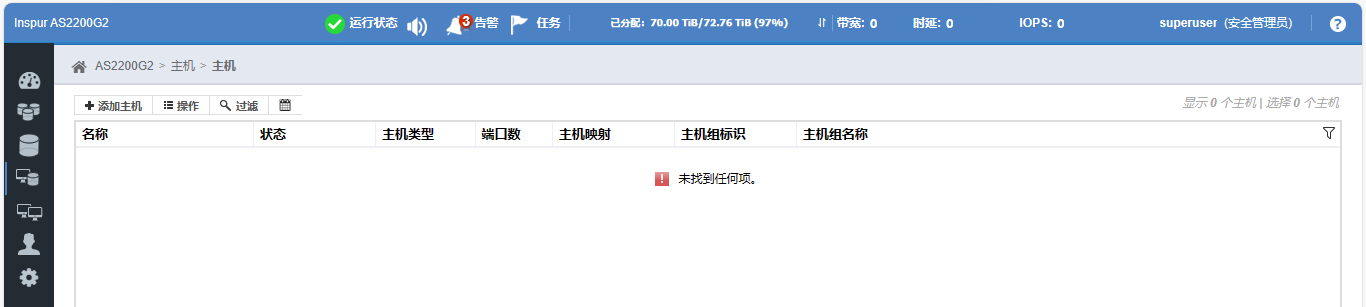 Inspur AS2200G2 运行状态 3 告警 任务 已分配: 70.00 TiB/72.76 TiB (97%) 带宽: 0 时延: 0 IOPS: 0 superuser (安全管理员) ?
AS2200G2 > 主机 > 主机
添加主机 操作 过滤 显示 0 个主机 | 选择 0 个主机
名称 状态 主机类型 端口数 主机映射 主机组标识 主机组名称
未找到任何项。